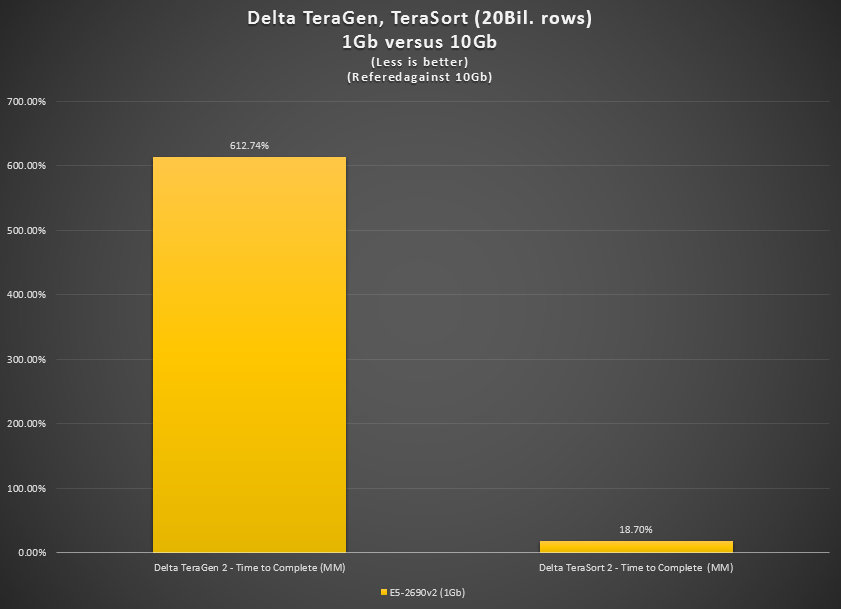 Delta TeraGen, TeraSort (20Bil. rows)
1Gb versus 10Gb
(Less is better)
(Referedagainst 10Gb)
700.00%
612.74%
600.00%
500.00%
400.00%
300.00%
200.00%
100.00%
18.70%
0.00%
Delta TeraGen 2 - Time to Complete (MM)
Delta TeraSort 2 - Time to Complete (MM)
E5-2690v2 (1Gb)